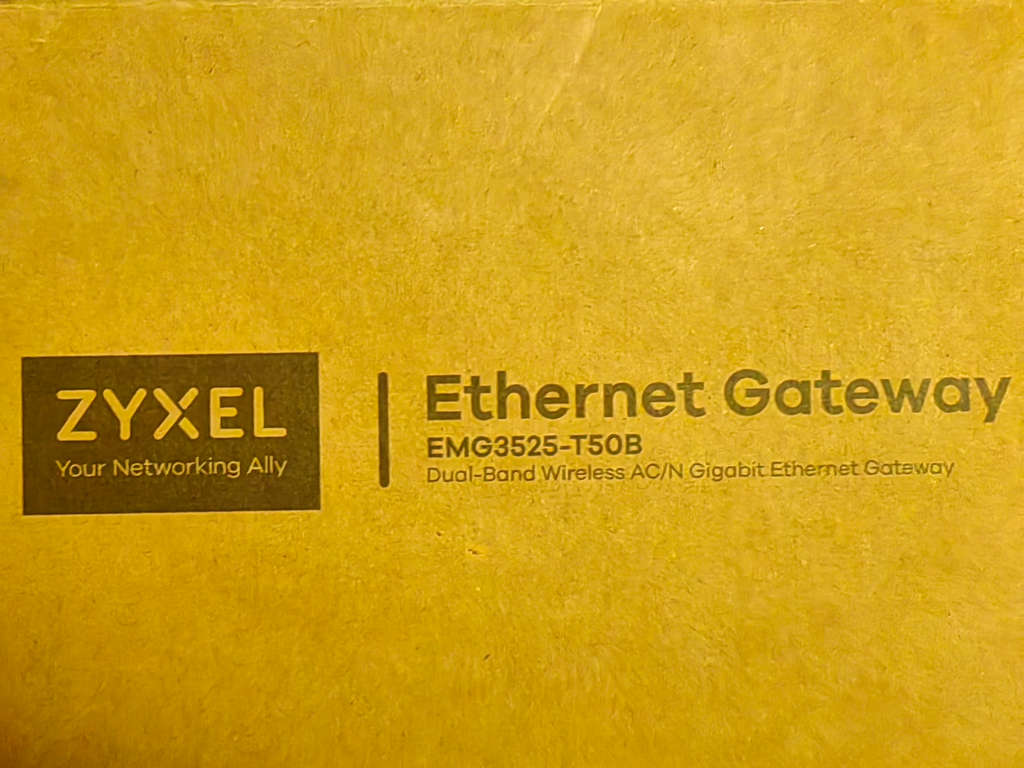 ZYXEL
Your Networking Ally
Ethernet Gateway
EMG3525-T50B
Dual-Band Wireless AC/N Gigabit Ethernet Gateway